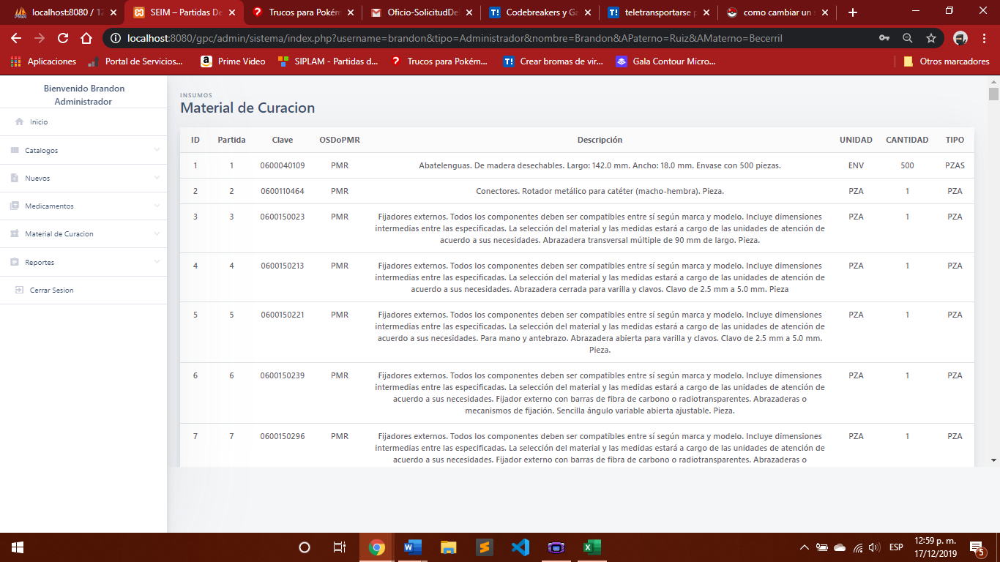 localhost:8080 / 12
SEIM – Partidas De
Trucos para Pokém
Oficio-SolicitudDel
Codebreakers y Ga
teletransportarse p
como cambiar un s
localhost:8080/gpc/admin/sistema/index.php?username=brandon&tipo=Administrador&nombre=Brandon&APaterno=Ruiz&AMaterno=Becerril
Aplicaciones
Portal de Servicios...
Prime Video
SIPLAM - Partidas d...
Trucos para Pokém...
Crear bromas de vir...
Gala Contour Micro...
Otros marcadores
Bienvenido Brandon
Administrador
Inicio
Catalogos
Nuevos
Medicamentos
Material de Curacion
Reportes
Cerrar Sesion
INSUMOS
Material de Curacion
ID Partida Clave OSDoPMR Descripción UNIDAD CANTIDAD TIPO
1 1 0600040109 PMR Abatelenguas. De madera desechables. Largo: 142.0 mm. Ancho: 18.0 mm. Envase con 500 piezas. ENV 500 PZAS
2 2 0600110464 PMR Conectores. Rotador metálico para catéter (macho-hembra). Pieza. PZA 1 PZA
3 3 0600150023 PMR Fijadores externos. Todos los componentes deben ser compatibles entre sí según marca y modelo. Incluye dimensiones PZA 1 PZA
intermedias entre las especificadas. La selección del material y las medidas estará a cargo de las unidades de atención de
acuerdo a sus necesidades. Abrazadera transversal múltiple de 90 mm de largo. Pieza.
4 4 0600150213 PMR Fijadores externos. Todos los componentes deben ser compatibles entre sí según marca y modelo. Incluye dimensiones PZA 1 PZA
intermedias entre las especificadas. La selección del material y las medidas estará a cargo de las unidades de atención de
acuerdo a sus necesidades. Abrazadera cerrada para varilla y clavos. Clavo de 2.5 mm a 5.0 mm. Pieza
5 5 0600150221 PMR Fijadores externos. Todos los componentes deben ser compatibles entre sí según marca y modelo. Incluye dimensiones PZA 1 PZA
intermedias entre las especificadas. La selección del material y las medidas estará a cargo de las unidades de atención de
acuerdo a sus necesidades. Para mano y antebrazo. Abrazadera abierta para varilla y clavos. Clavo de 2.5 mm a 5.0 mm.
Pieza.
6 6 0600150239 PMR Fijadores externos. Todos los componentes deben ser compatibles entre sí según marca y modelo. Incluye dimensiones PZA 1 PZA
intermedias entre las especificadas. La selección del material y las medidas estará a cargo de las unidades de atención de
acuerdo a sus necesidades. Fijador externo con barras de fibra de carbono o radiotransparentes. Abrazaderas o
mecanismos de fijación. Sencilla ángulo variable abierta ajustable. Pieza.
7 7 0600150296 PMR Fijadores externos. Todos los componentes deben ser compatibles entre sí según marca y modelo. Incluye dimensiones PZA 1 PZA
intermedias entre las especificadas. La selección del material y las medidas estará a cargo de las unidades de atención de
acuerdo a sus necesidades. Fijador externo con barras de fibra de carbono o radiotransparentes. Abrazaderas o
ESP
12:59 p. m.
17/12/2019
5